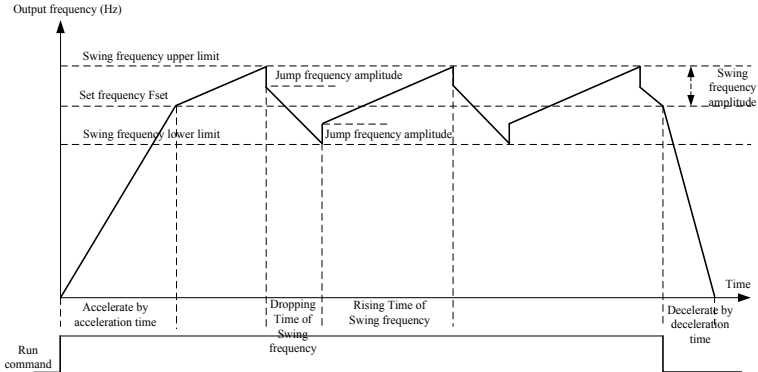 Output frequency (Hz)
Swing frequency upper limit
Jump frequency amplitude
Swing
frequency
amplitude
Set frequency Fset
Swing frequency lower limit
Jump frequency amplitude
Time
Accelerate by
acceleration time
Dropping
Time of
Swing
frequency
Rising Time of
Swing frequency
Decelerate by
deceleration
time
Run
command